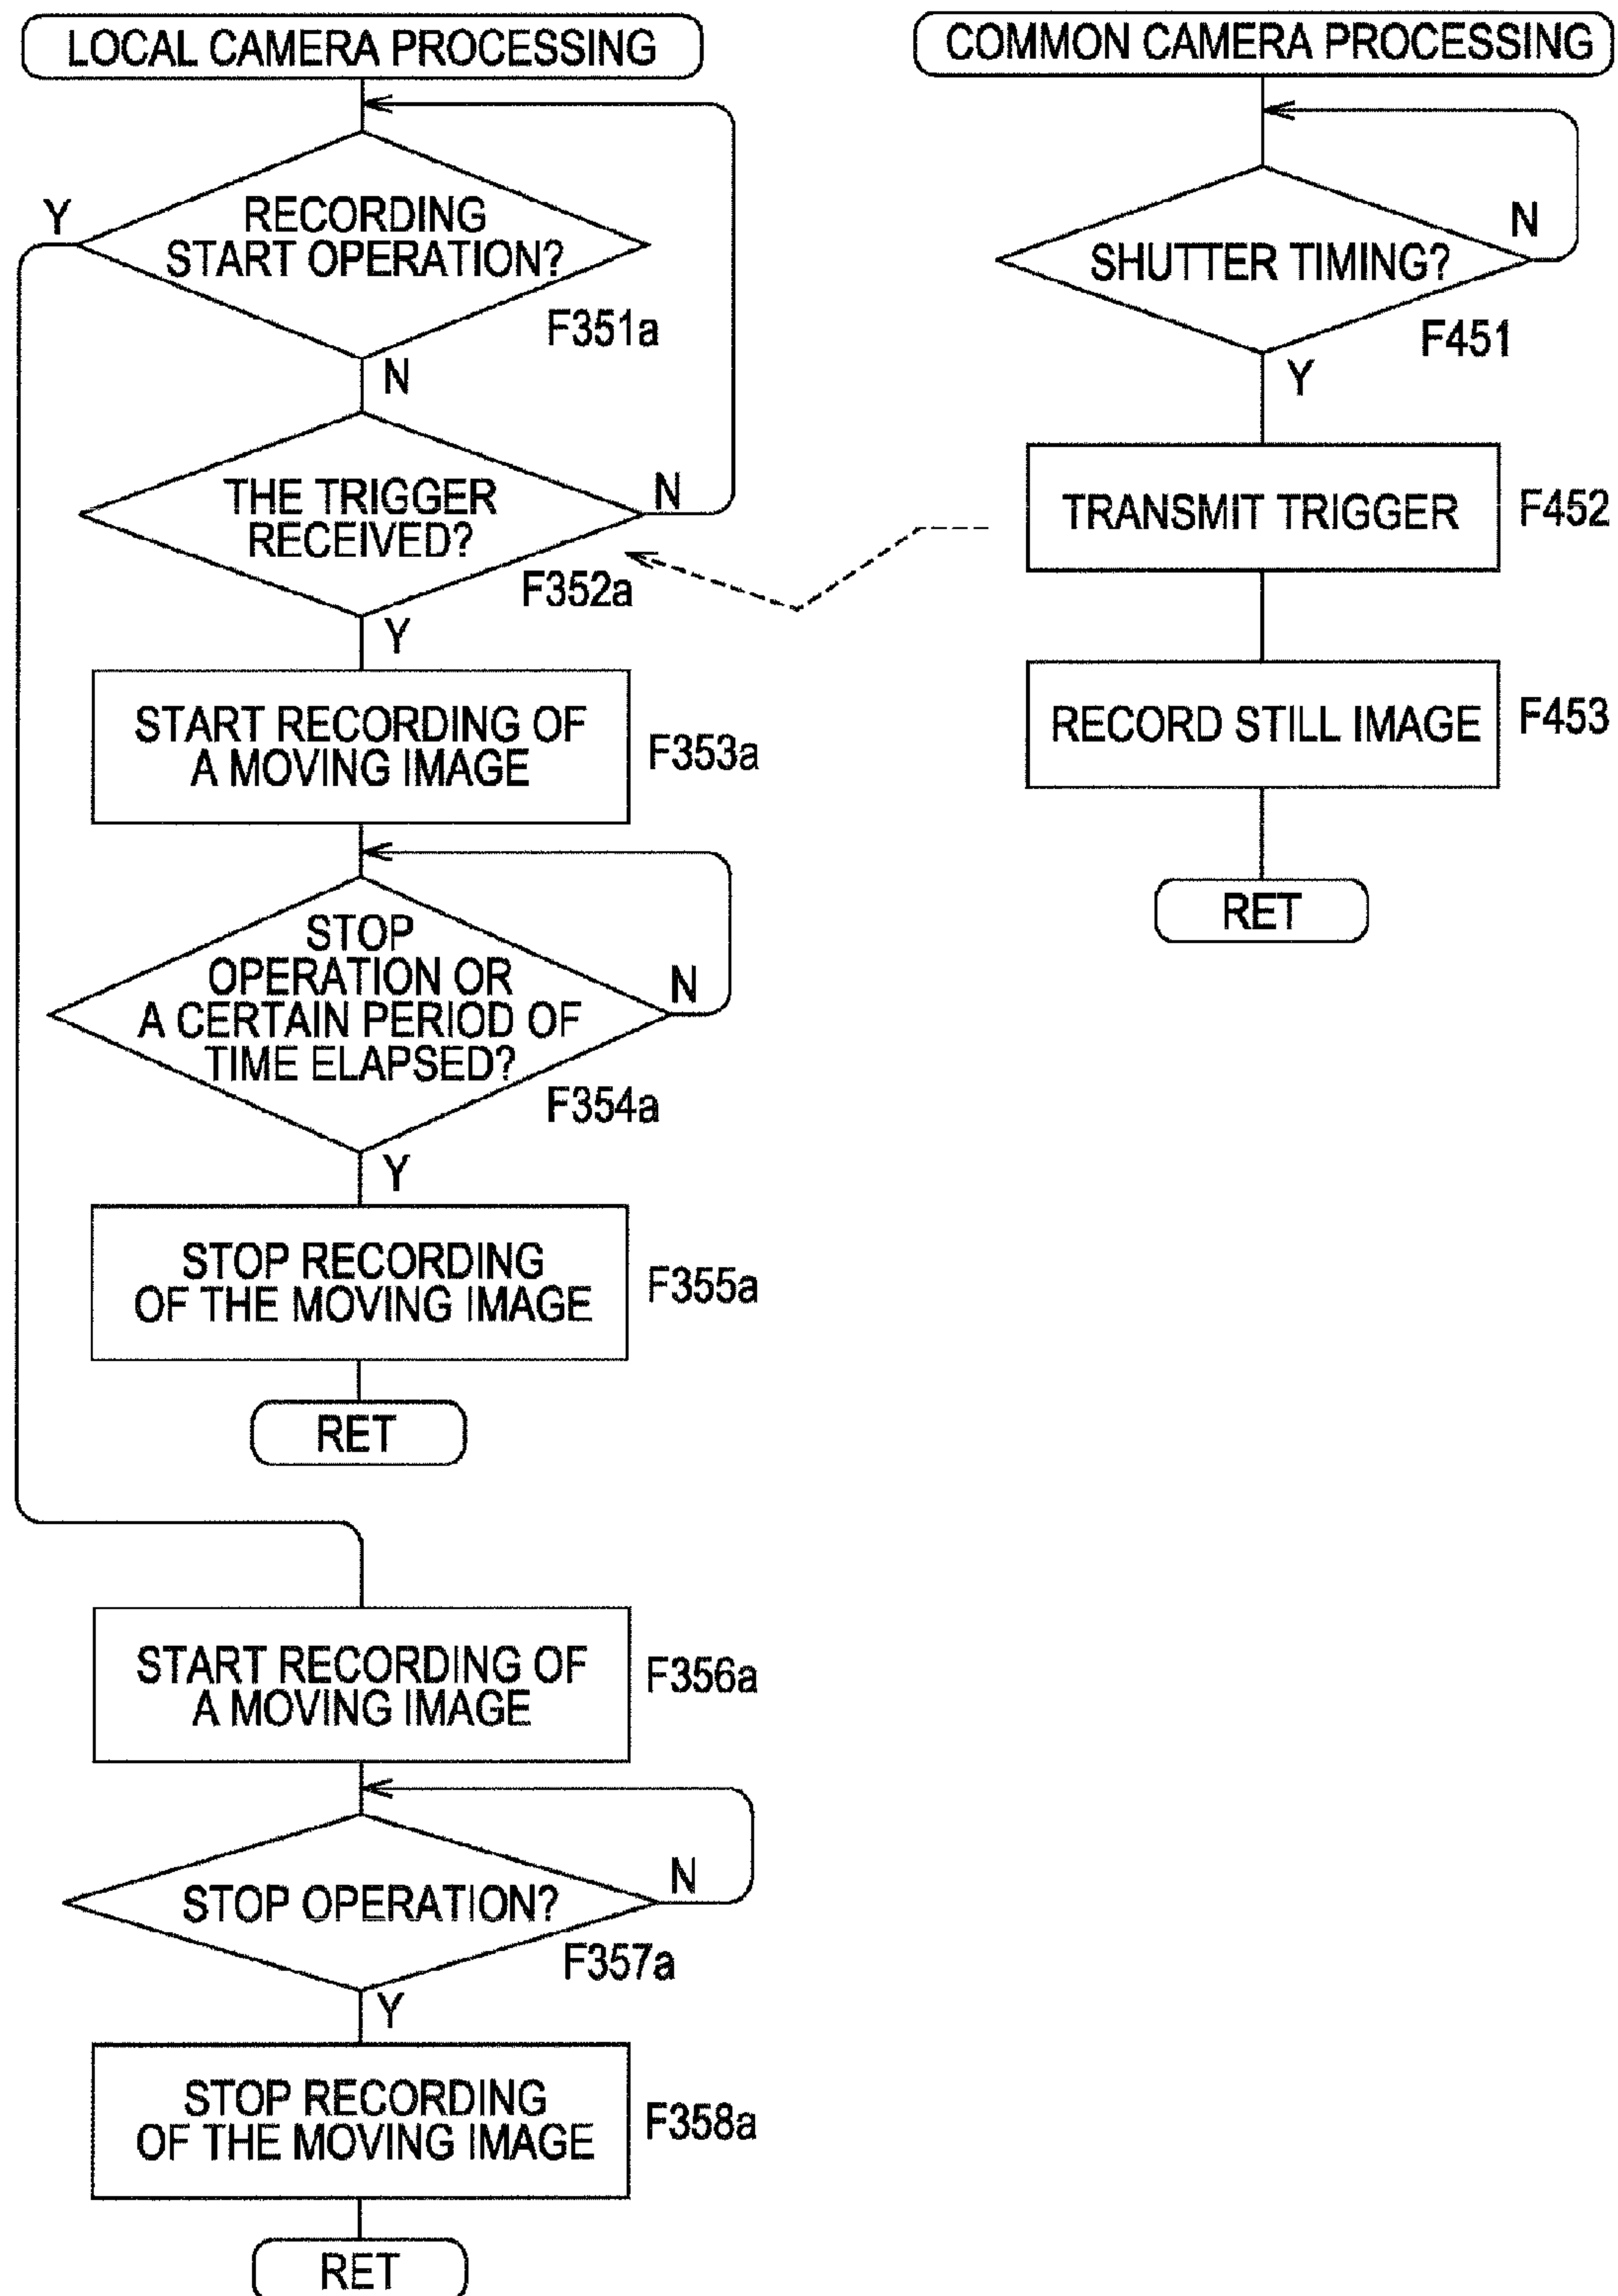 LOCAL CAMERA PROCESSING
RECORDING
START OPERATION?
Y
F351a
N
THE TRIGGER
RECEIVED?
N
F352a
Y
START RECORDING OF
A MOVING IMAGE
F353a
STOP
OPERATION OR
A CERTAIN PERIOD OF
TIME ELAPSED?
N
F354a
Y
STOP RECORDING
OF THE MOVING IMAGE
F355a
RET
START RECORDING OF
A MOVING IMAGE
F356a
STOP OPERATION?
N
F357a
Y
STOP RECORDING
OF THE MOVING IMAGE
F358a
RET
COMMON CAMERA PROCESSING
SHUTTER TIMING?
N
F451
Y
TRANSMIT TRIGGER
F452
RECORD STILL IMAGE
F453
RET